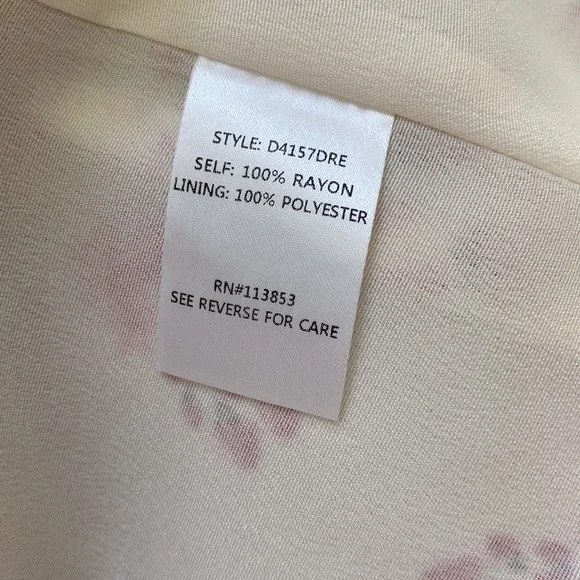 STYLE: D4157DRE
SELF: 100% RAYON
LINING: 100% POLYESTER
RN#113853
SEE REVERSE FOR CARE